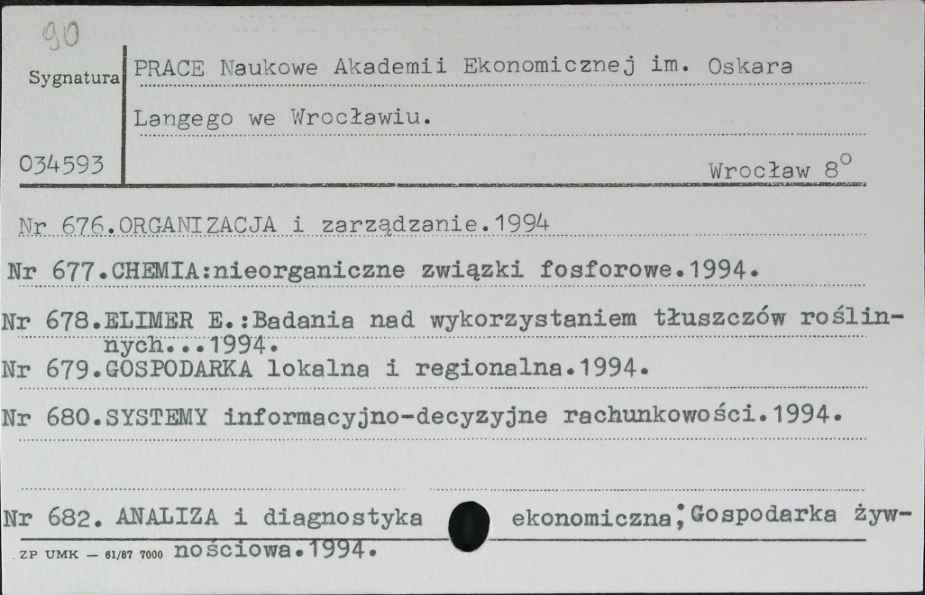 90
Sygnatura
PRACE Naukowe Akademii Ekonomicznej im. Oskara
Langego we Wrocławiu.
034593
Wrocław 8°
Nr 676.ORGANIZACJA i zarządzanie.1994
Nr 677.CHEMIA:nieorganiczne związki fosforowe.1994.
Nr 678.ELIMER E.:Badania nad wykorzystaniem tłuszczów roślin-
nych...1994.
Nr 679.GOSPODARKA lokalna i regionalna.1994.
Nr 680.SYSTEMY informacyjno-decyzyjne rachunkowości.1994.
Nr 682. ANALIZA i diagnostyka ekonomiczna; Gospodarka żyw-
nościowa.1994.
ZP UMK — 61/87 7000